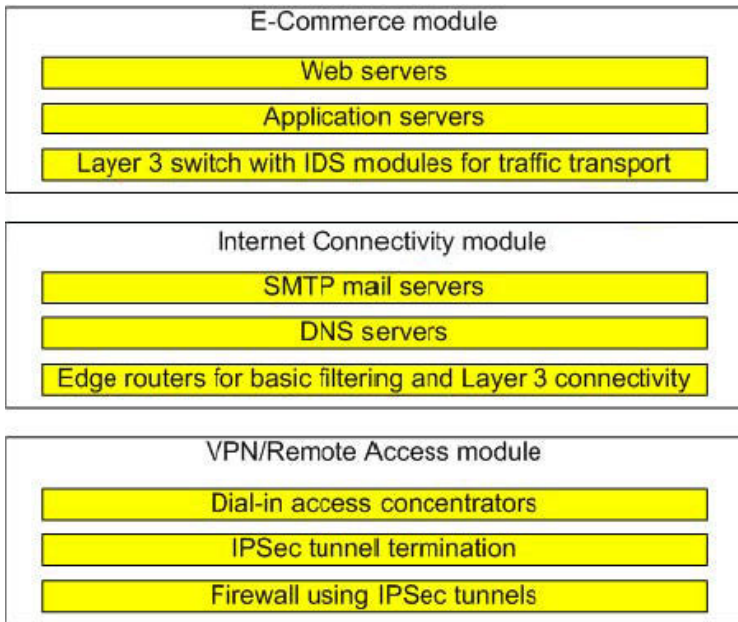 E-Commerce module
Web servers
Application servers
Layer 3 switch with IDS modules for traffic transport
Internet Connectivity module
SMTP mail servers
DNS servers
Edge routers for basic filtering and Layer 3 connectivity
VPN/Remote Access module
Dial-in access concentrators
IPSec tunnel termination
Firewall using IPSec tunnels